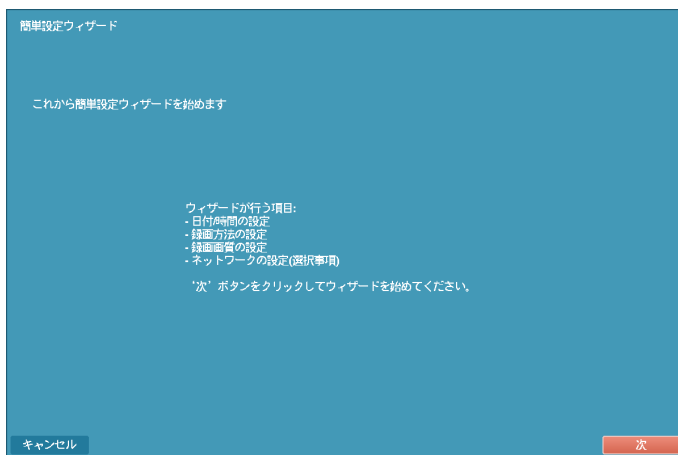 簡単設定ウィザード
これから簡単設定ウィザードを始めます
ウィザードが行う項目:
- 日付/時間の設定
- 録画方法の設定
- 録画画質の設定
- ネットワークの設定(選択事項)
‘次’ボタンをクリックしてウィザードを始めてください。
キャンセル
次